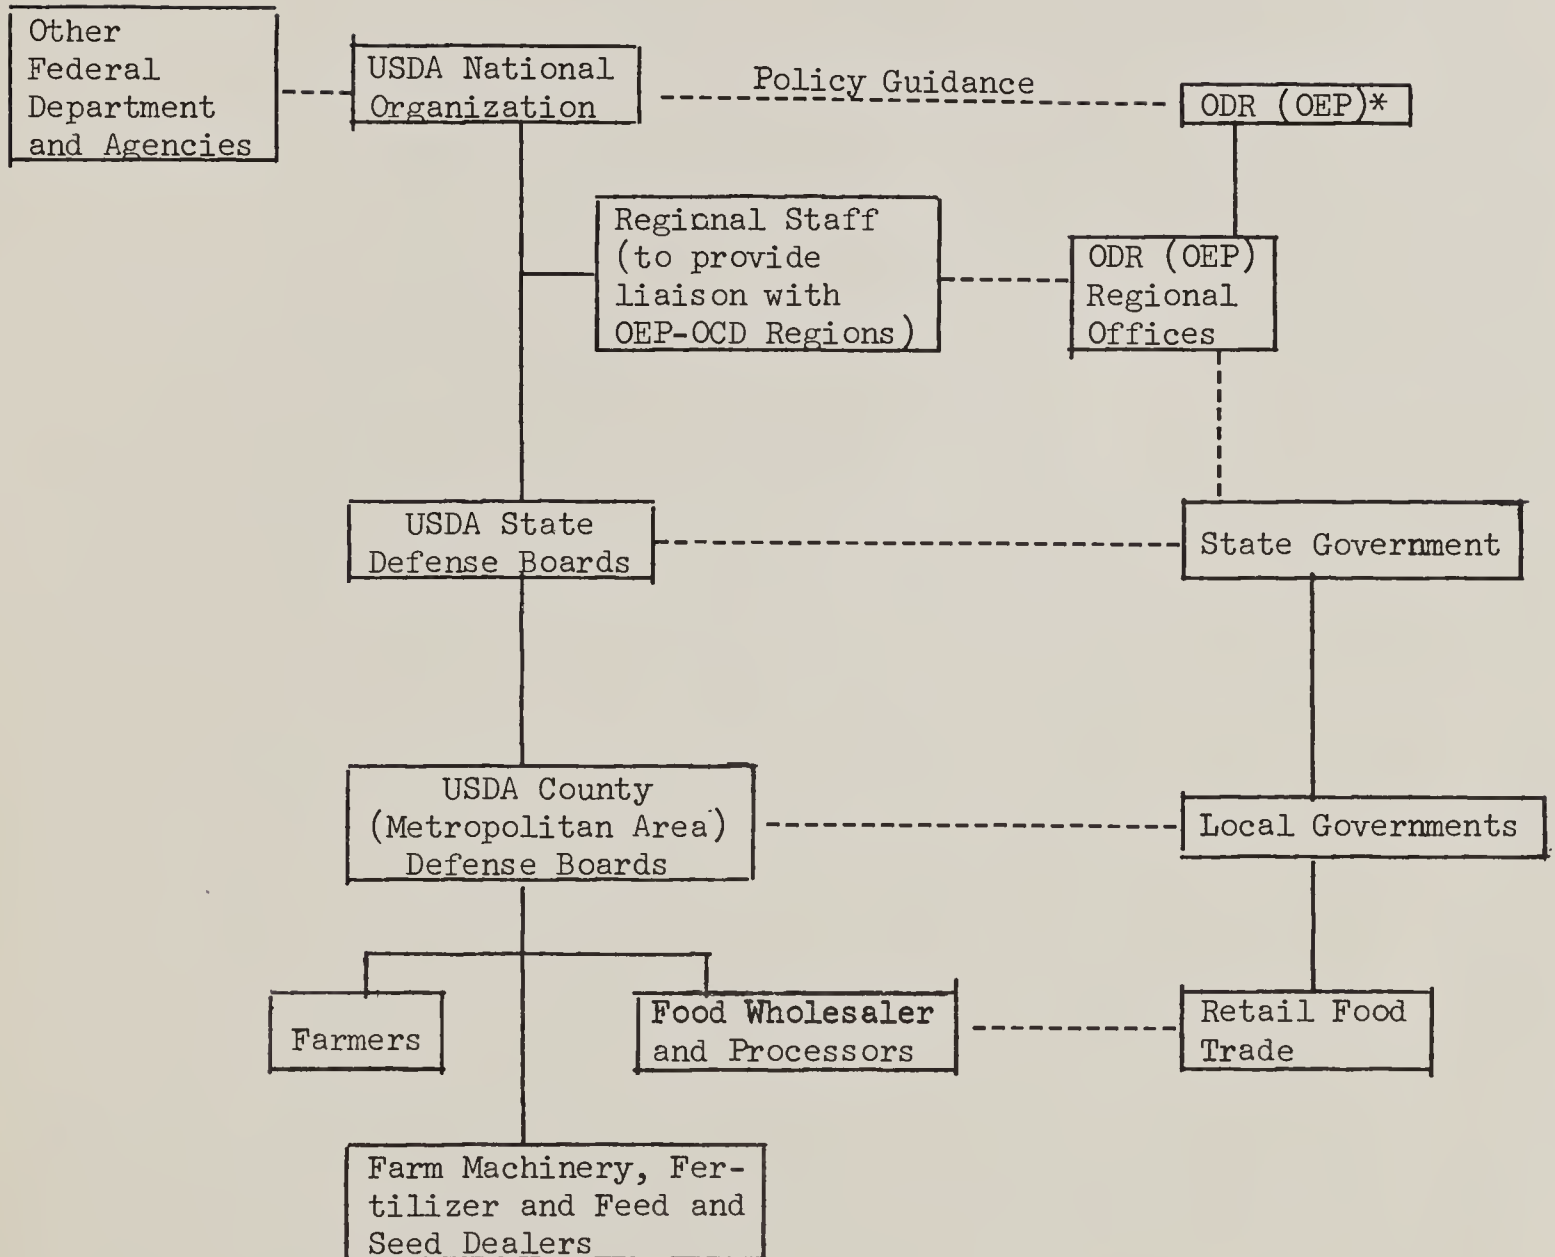 Other
Federal
Department
and Agencies
USDA National
Organization
Policy Guidance
ODR (OEP)*
Regional Staff
(to provide
liaison with
OEP-OCD Regions)
ODR (OEP)
Regional
Offices
USDA State
Defense Boards
State Government
USDA County
(Metropolitan Area)
Defense Boards
Local Governments
Farmers
Food Wholesaler
and Processors
Retail Food
Trade
Farm Machinery, Fer-
tilizer and Feed and
Seed Dealers